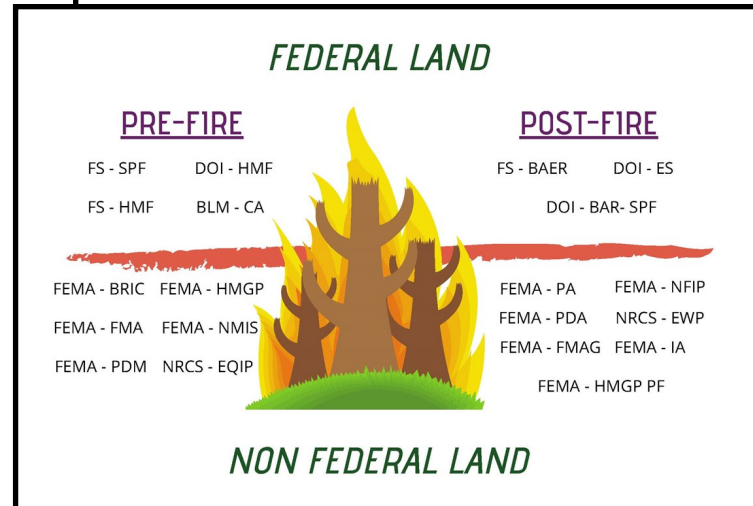 FEDERAL LAND
PRE-FIRE
FS - SPF DOI - HMF
FS - HMF BLM - CA
POST-FIRE
FS - BAER DOI - ES
DOI - BAR- SPF
FEMA - BRIC FEMA - HMGP
FEMA - FMA FEMA - NMIS
FEMA - PDM NRCS - EQIP
FEMA - PA FEMA - NFIP
FEMA - PDA NRCS - EWP
FEMA - FMAG FEMA - IA
FEMA - HMGP PF
NON FEDERAL LAND